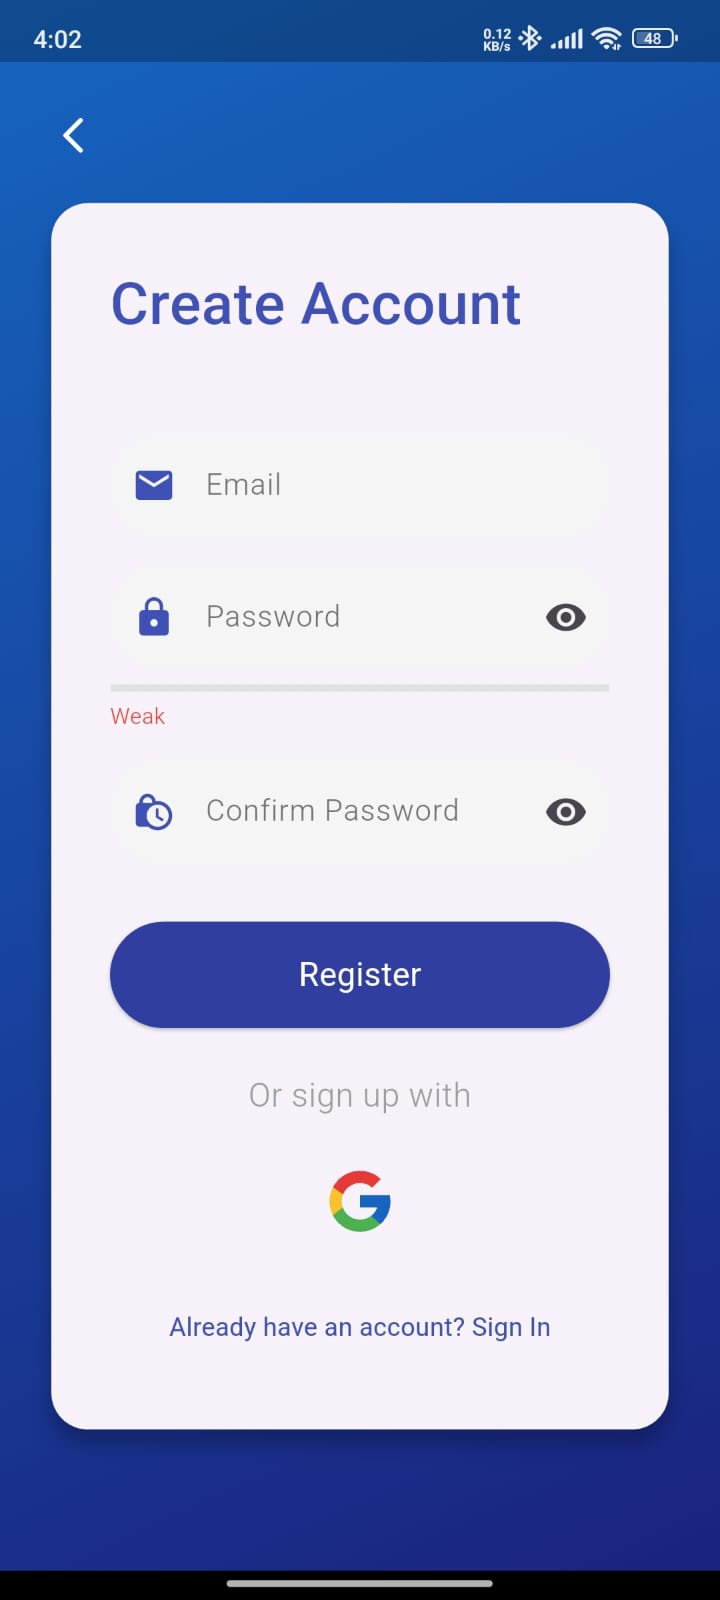 4:02
0.12
KB/s
48
Create Account
Email
Password
Weak
Confirm Password
Register
Or sign up with
Already have an account? Sign In